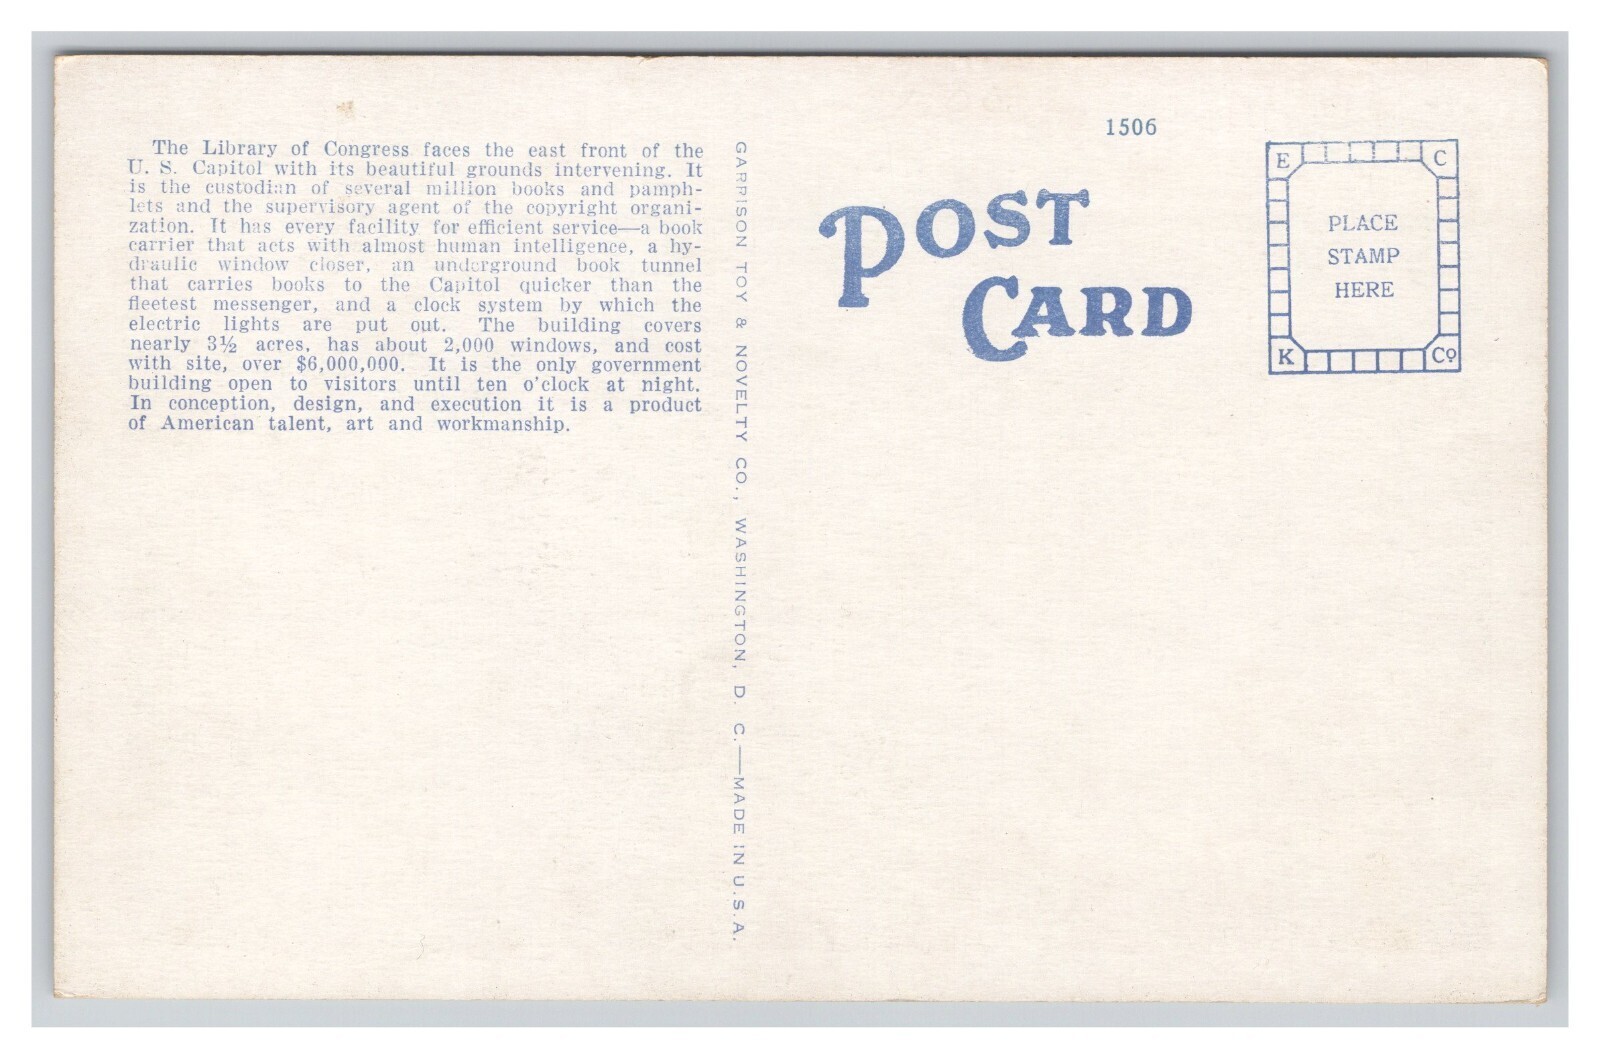 The Library of Congress faces the east front of the
U. S. Capitol with its beautiful grounds intervening. It
is the custodian of several million books and pamph-
lets and the supervisory agent of the copyright organi-
zation. It has every facility for efficient service—a book
carrier that acts with almost human intelligence, a hy-
draulic window closer, an underground book tunnel
that carries books to the Capitol quicker than the
fleetest messenger, and a clock system by which the
electric lights are put out. The building covers
nearly 3½ acres, has about 2,000 windows, and cost
with site, over $6,000,000. It is the only government
building open to visitors until ten o'clock at night.
In conception, design, and execution it is a product
of American talent, art and workmanship.
GARRISON TOY & NOVELTY CO., WASHINGTON, D. C.—MADE IN U.S.A.
1506
POST
CARD
E C
PLACE
STAMP
HERE
K Cº